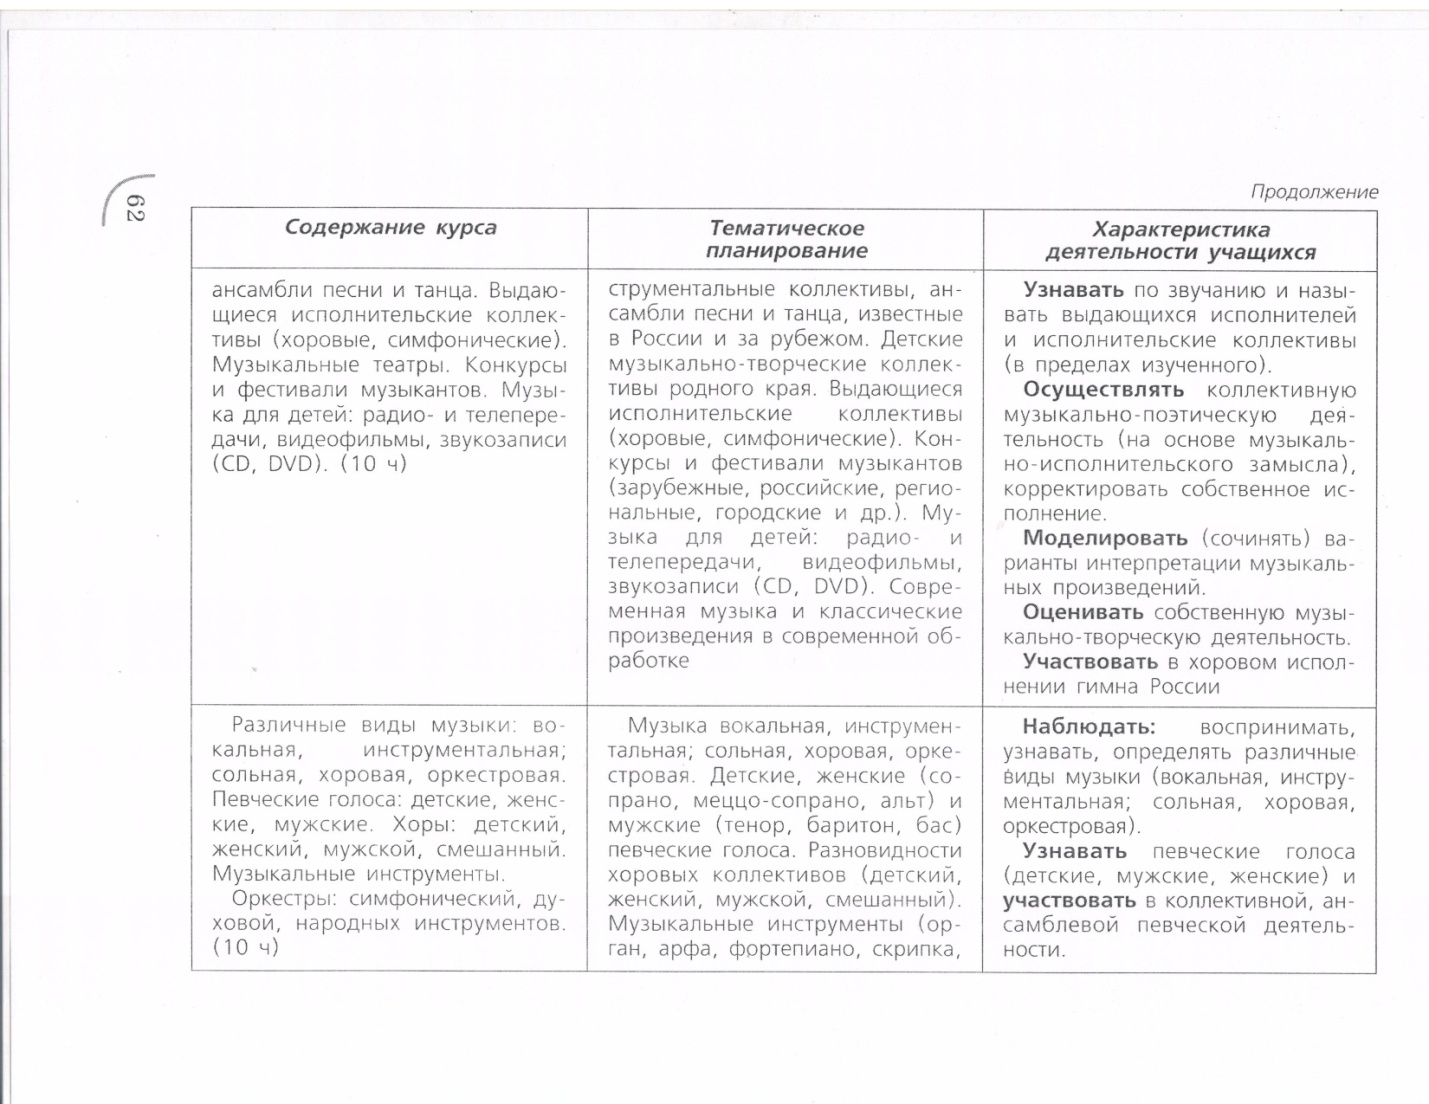 62
Продолжение
Содержание курса
Тематическое
планирование
Характеристика
деятельности учащихся
ансамбли песни и танца. Выдаю-
щиеся исполнительские коллек-
тивы (хоровые, симфонические).
Музыкальные театры. Конкурсы
и фестивали музыкантов. Музы-
ка для детей: радио- и телепере-
дачи, видеофильмы, звукозаписи
(CD, DVD). (10 ч)
струментальные коллективы, ан-
самбли песни и танца, известные
в России и за рубежом. Детские
музыкально-творческие коллек-
тивы родного края. Выдающиеся
исполнительские коллективы
(хоровые, симфонические). Кон-
курсы и фестивали музыкантов
(зарубежные, российские, регио-
нальные, городские и др.). Му-
зыка для детей: радио- и
телепередачи, видеофильмы,
звукозаписи (CD, DVD). Совре-
менная музыка и классические
произведения в современной об-
работке
Узнавать по звучанию и назы-
вать выдающихся исполнителей
и исполнительские коллективы
(в пределах изученного).
Осуществлять коллективную
музыкально-поэтическую дея-
тельность (на основе музыкаль-
но-исполнительского замысла),
корректировать собственное ис-
полнение.
Моделировать (сочинять) ва-
рианты интерпретации музыкаль-
ных произведений.
Оценивать собственную музы-
кально-творческую деятельность.
Участвовать в хоровом испол-
нении гимна России
Различные виды музыки: во-
кальная, инструментальная;
сольная, хоровая, оркестровая.
Певческие голоса: детские, женс-
кие, мужские. Хоры: детский,
женский, мужской, смешанный.
Музыкальные инструменты.
Оркестры: симфонический, ду-
ховой, народных инструментов.
(10 ч)
Музыка вокальная, инструмен-
тальная; сольная, хоровая, орке-
стровая. Детские, женские (со-
прано, меццо-сопрано, альт) и
мужские (тенор, баритон, бас)
певческие голоса. Разновидности
хоровых коллективов (детский,
женский, мужской, смешанный).
Музыкальные инструменты (ор-
ган, арфа, фортепиано, скрипка,
Наблюдать: воспринимать,
узнавать, определять различные
виды музыки (вокальная, инстру-
ментальная; сольная, хоровая,
оркестровая).
Узнавать певческие голоса
(детские, мужские, женские) и
участвовать в коллективной, ан-
самблевой певческой деятель-
ности.